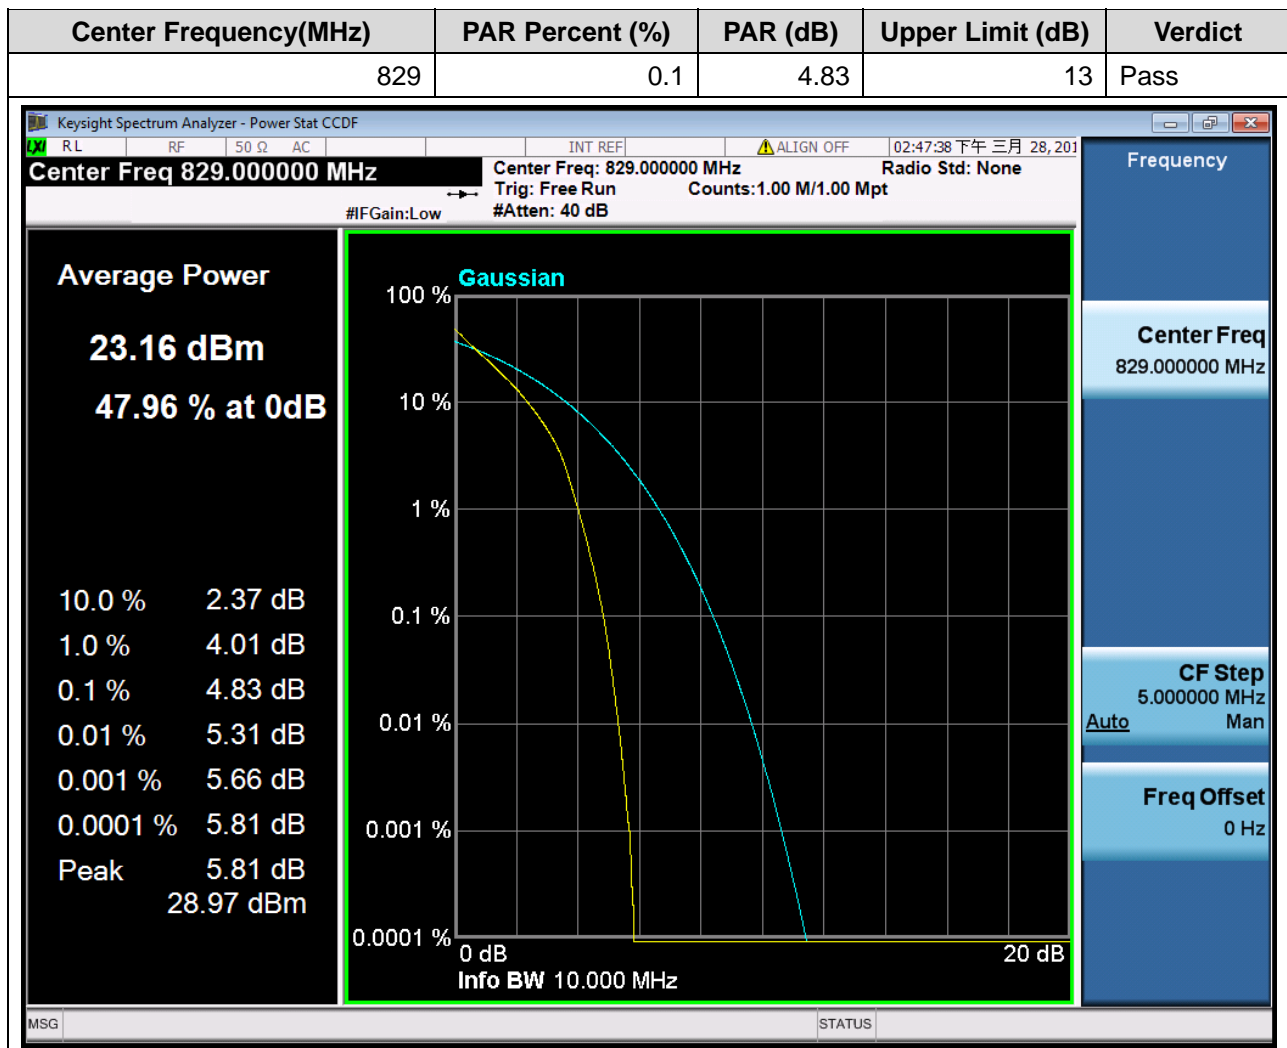 Center Frequency(MHz) PAR Percent (%) PAR (dB) Upper Limit (dB) Verdict
829 0.1 4.83 13 Pass
Keysight Spectrum Analyzer - Power Stat CCDF
LXI RL RF 50 Ω AC INT REF ALIGN OFF 02:47:38 下午 三月 28, 201
Center Freq 829.000000 MHz
Center Freq: 829.000000 MHz Radio Std: None
Trig: Free Run Counts:1.00 M/1.00 Mpt
#IFGain:Low #Atten: 40 dB
Average Power
23.16 dBm
47.96 % at 0dB
10.0 % 2.37 dB
1.0 % 4.01 dB
0.1 % 4.83 dB
0.01 % 5.31 dB
0.001 % 5.66 dB
0.0001 % 5.81 dB
Peak 5.81 dB
28.97 dBm
Gaussian
100 %
10 %
1 %
0.1 %
0.01 %
0.001 %
0.0001 %
0 dB 20 dB
Info BW 10.000 MHz
Frequency
Center Freq
829.000000 MHz
CF Step
5.000000 MHz
Auto Man
Freq Offset
0 Hz
MSG STATUS